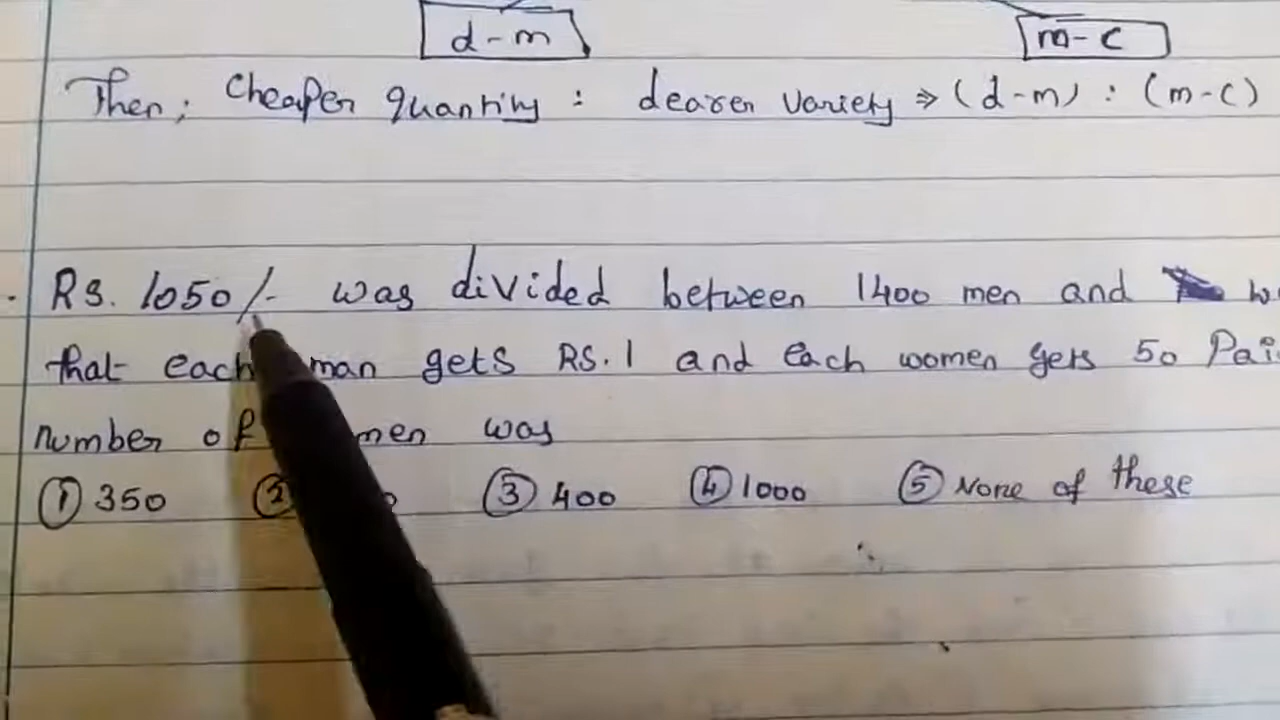 d-m
m-c
Then; Cheaper quantity : dearer variety ⇒ (d-m) : (m-c)
Rs. 1050/- was divided between 1400 men and
that each man gets RS.1 and each women gets 50
number of was
① 350 ② ③ 400 ④ 1000 ⑤ None of these